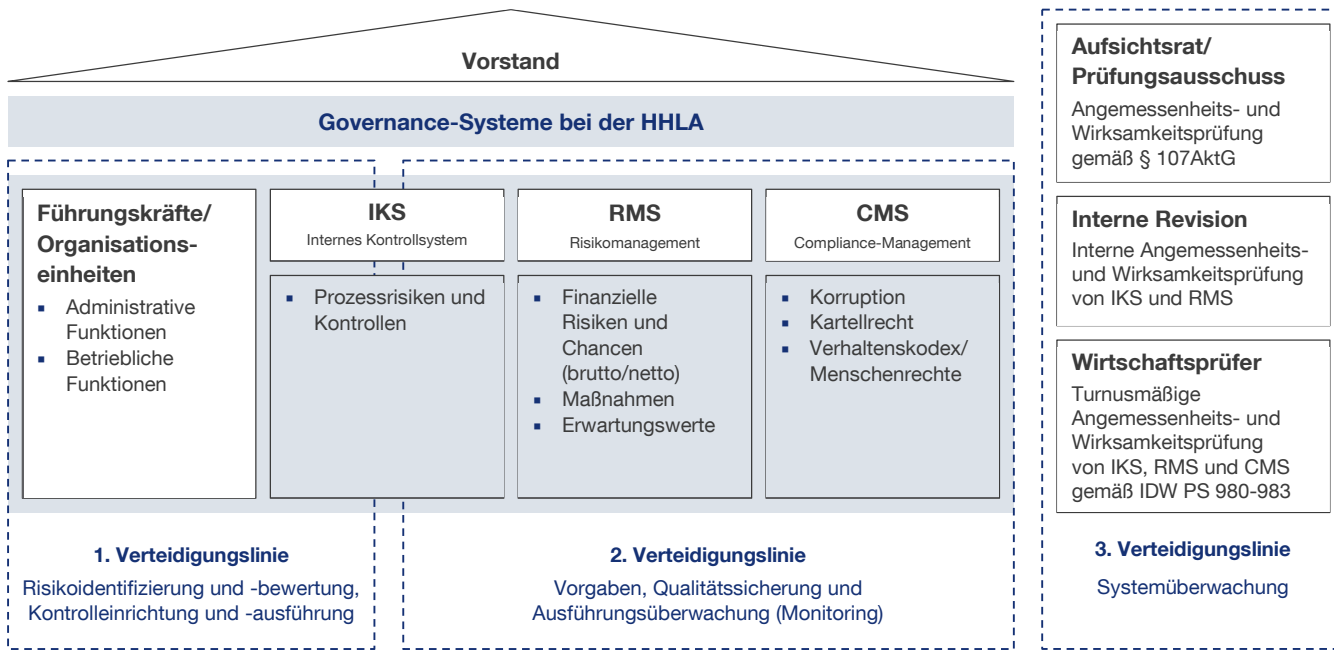 Vorstand
Governance-Systeme bei der HHLA
Führungskräfte/
Organisations-
einheiten
▪ Administrative
Funktionen
▪ Betriebliche
Funktionen
IKS
Internes Kontrollsystem
▪ Prozessrisiken und
Kontrollen
RMS
Risikomanagement
▪ Finanzielle
Risiken und
Chancen
(brutto/netto)
▪ Maßnahmen
▪ Erwartungswerte
CMS
Compliance-Management
▪ Korruption
▪ Kartellrecht
▪ Verhaltenskodex/
Menschenrechte
1. Verteidigungslinie
Risikoidentifizierung und -bewertung,
Kontrolleinrichtung und -ausführung
2. Verteidigungslinie
Vorgaben, Qualitätssicherung und
Ausführungsüberwachung (Monitoring)
Aufsichtsrat/
Prüfungsausschuss
Angemessenheits- und
Wirksamkeitsprüfung
gemäß § 107AktG
Interne Revision
Interne Angemessenheits-
und Wirksamkeitsprüfung
von IKS und RMS
Wirtschaftsprüfer
Turnusmäßige
Angemessenheits- und
Wirksamkeitsprüfung
von IKS, RMS und CMS
gemäß IDW PS 980-983
3. Verteidigungslinie
Systemüberwachung